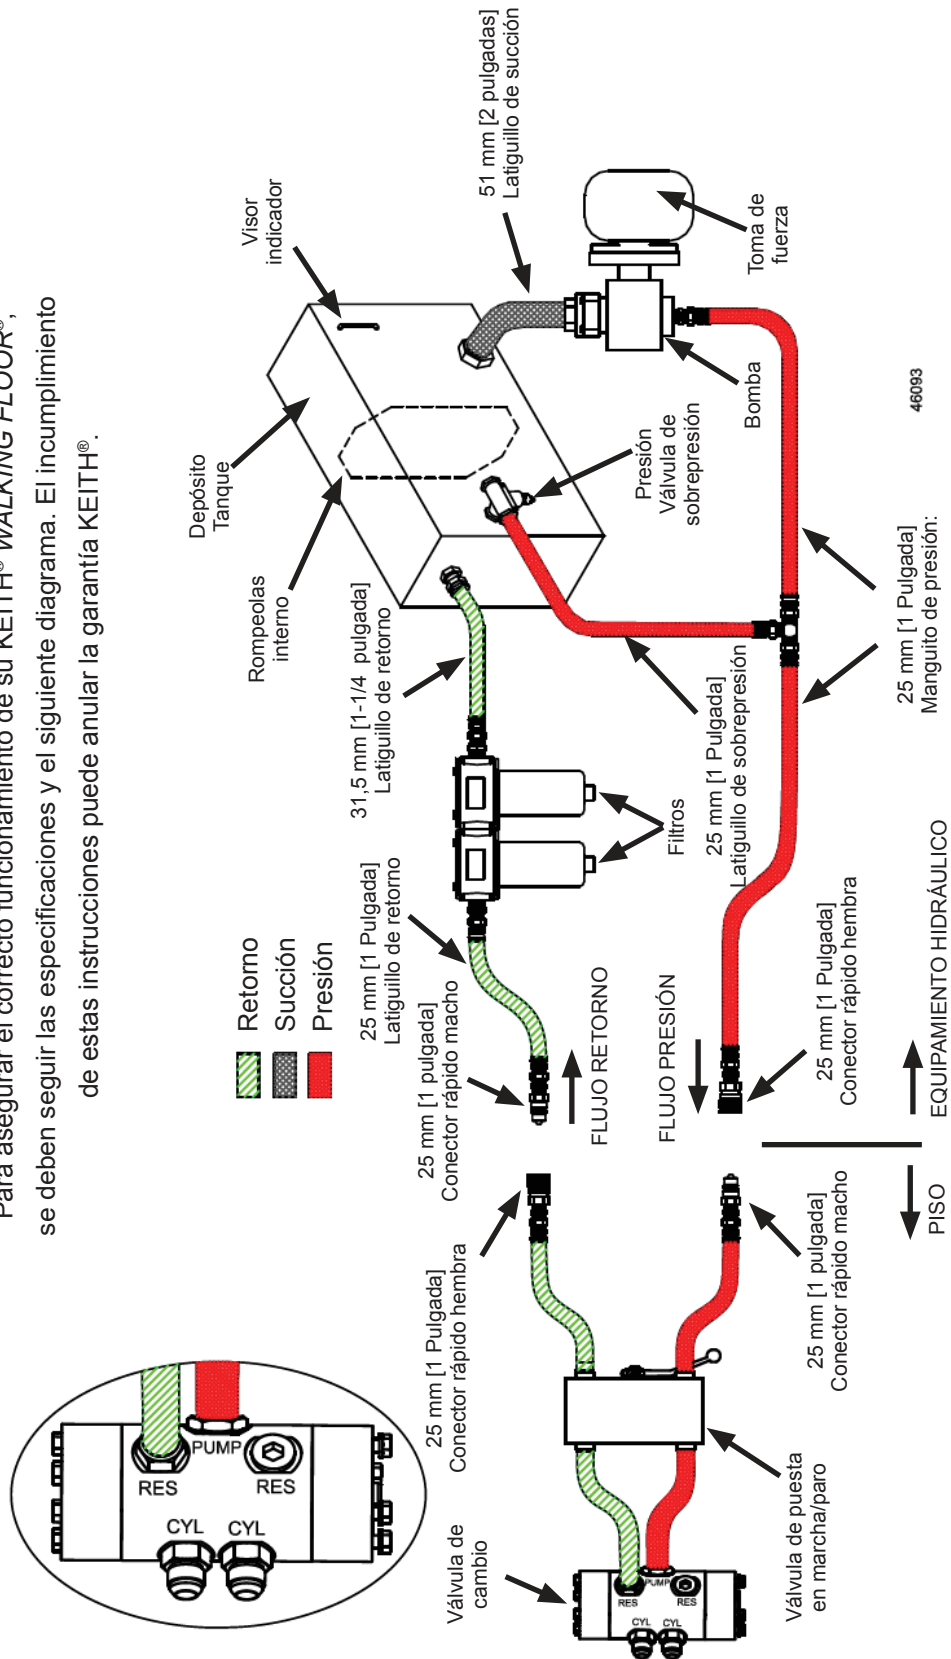 Para asegurar el correcto funcionamiento de su KEITH® WALKING FLOOR®,
se deben seguir las especificaciones y el siguiente diagrama. El incumplimiento
de estas instrucciones puede anular la garantía KEITH®.
Retorno
Succión
Presión
RES
PUMP
RES
CYL
CYL
Válvula de
cambio
RES
PUMP
RES
CYL
CYL
Válvula de puesta
en marcha/paro
25 mm [1 Pulgada]
Conector rápido hembra
25 mm [1 pulgada]
Conector rápido macho
25 mm [1 pulgada]
Conector rápido macho
25 mm [1 Pulgada]
Conector rápido hembra
FLUJO RETORNO
FLUJO PRESIÓN
PISO
EQUIPAMIENTO HIDRÁULICO
25 mm [1 Pulgada]
Latiguillo de retorno
Filtros
31,5 mm [1-1/4 pulgada]
Latiguillo de retorno
25 mm [1 Pulgada]
Latiguillo de sobrepresión
25 mm [1 Pulgada]
Manguito de presión:
Rompeolas
interno
Depósito
Tanque
Visor
indicador
Presión
Válvula de
sobrepresión
Bomba
Toma de
fuerza
51 mm [2 pulgadas]
Latiguillo de succión
46093